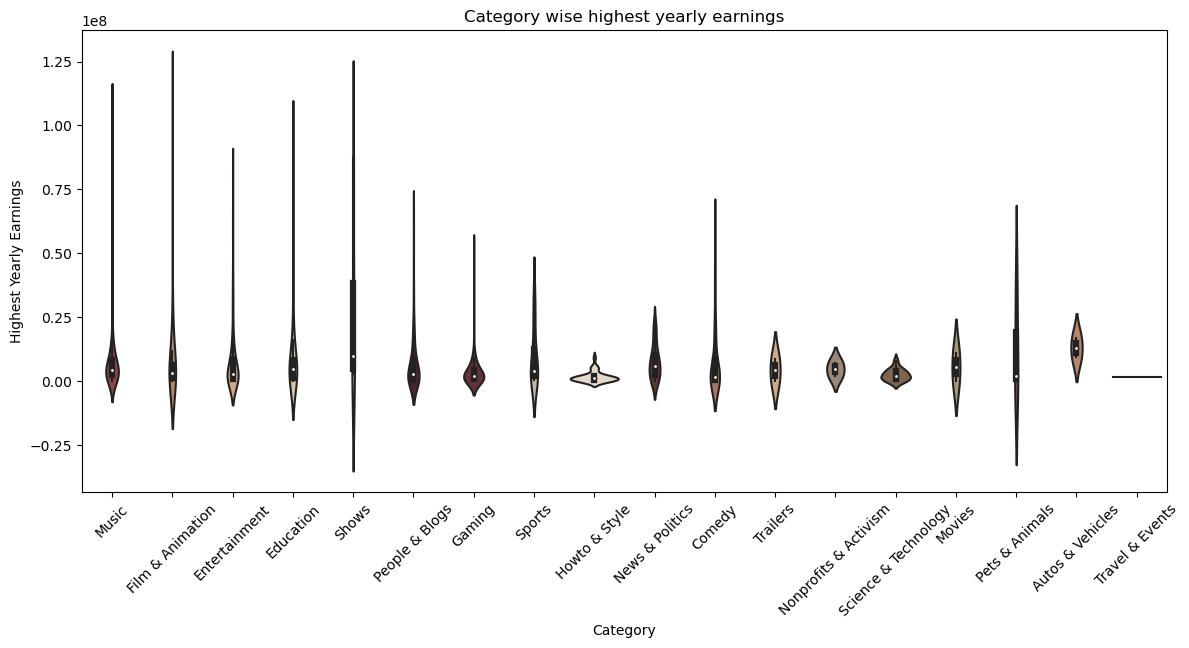 Category wise highest yearly earnings
1e8
1.25
1.00
0.75
0.50
0.25
0.00
−0.25
Highest Yearly Earnings
Music
Film & Animation
Entertainment
Education
Shows
People & Blogs
Gaming
Sports
Howto & Style
News & Politics
Comedy
Trailers
Nonprofits & Activism
Science & Technology
Movies
Pets & Animals
Autos & Vehicles
Travel & Events
Category